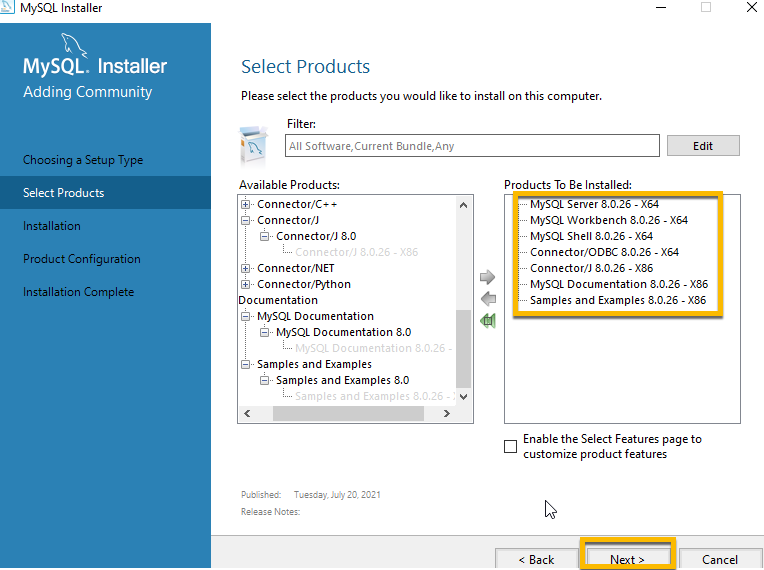 MySQL Installer
MySQL. Installer
Adding Community
Choosing a Setup Type
Select Products
Installation
Product Configuration
Installation Complete
Select Products
Please select the products you would like to install on this computer.
Filter:
All Software,Current Bundle,Any
Edit
Available Products:
Connector/C++
Connector/J
Connector/J 8.0
Connector/J 8.0.26 - X86
Connector/NET
Connector/Python
Documentation
MySQL Documentation
MySQL Documentation 8.0
MySQL Documentation 8.0.26 -
Samples and Examples
Samples and Examples 8.0
Samples and Examples 8.0.26 -
Products To Be Installed:
MySQL Server 8.0.26 - X64
MySQL Workbench 8.0.26 - X64
MySQL Shell 8.0.26 - X64
Connector/ODBC 8.0.26 - X64
Connector/J 8.0.26 - X86
MySQL Documentation 8.0.26 - X86
Samples and Examples 8.0.26 - X86
Enable the Select Features page to
customize product features
Published: Tuesday, July 20, 2021
Release Notes:
< Back
Next >
Cancel